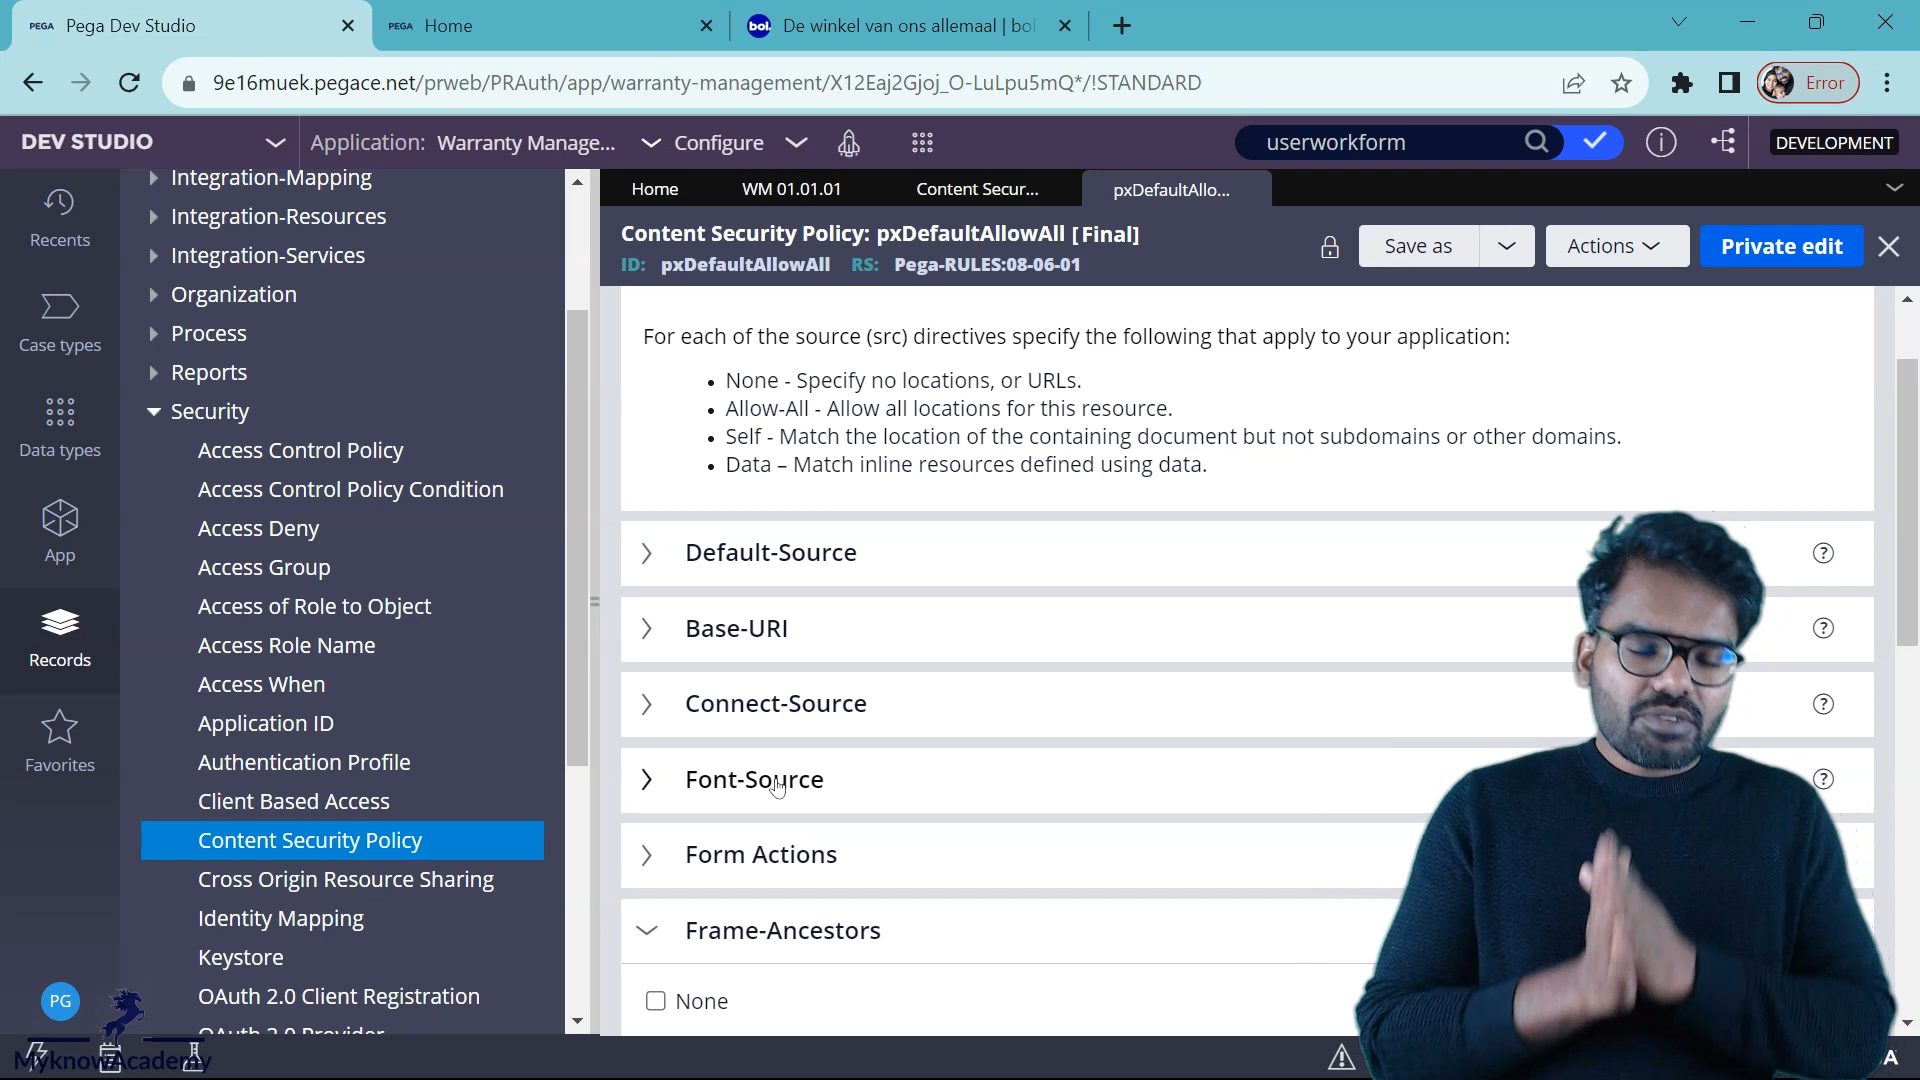 PEGA Pega Dev Studio
PEGA Home
bol. De winkel van ons allemaal | bol
9e16muek.pegace.net/prweb/PRAuth/app/warranty-management/X12Eaj2Gjoj_O-LuLpu5mQ*/!STANDARD
Error
DEV STUDIO
Application: Warranty Manage...
Configure
userworkform
DEVELOPMENT
Recents
Case types
Data types
App
Records
Favorites
PG
Integration-Mapping
Integration-Resources
Integration-Services
Organization
Process
Reports
Security
Access Control Policy
Access Control Policy Condition
Access Deny
Access Group
Access of Role to Object
Access Role Name
Access When
Application ID
Authentication Profile
Client Based Access
Content Security Policy
Cross Origin Resource Sharing
Identity Mapping
Keystore
OAuth 2.0 Client Registration
OAuth 2.0 Provider
MyknowAcademy
Home
WM 01.01.01
Content Secur...
pxDefaultAllo...
Content Security Policy: pxDefaultAllowAll [Final]
ID: pxDefaultAllowAll RS: Pega-RULES:08-06-01
Save as
Actions
Private edit
For each of the source (src) directives specify the following that apply to your application:
• None - Specify no locations, or URLs.
• Allow-All - Allow all locations for this resource.
• Self - Match the location of the containing document but not subdomains or other domains.
• Data – Match inline resources defined using data.
Default-Source
Base-URI
Connect-Source
Font-Source
Form Actions
Frame-Ancestors
None
A